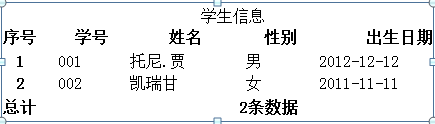 学生信息
序号 学号 姓名 性别 出生日期
1 001 托尼.贾 男 2012-12-12
2 002 凯瑞甘 女 2011-11-11
总计 2条数据